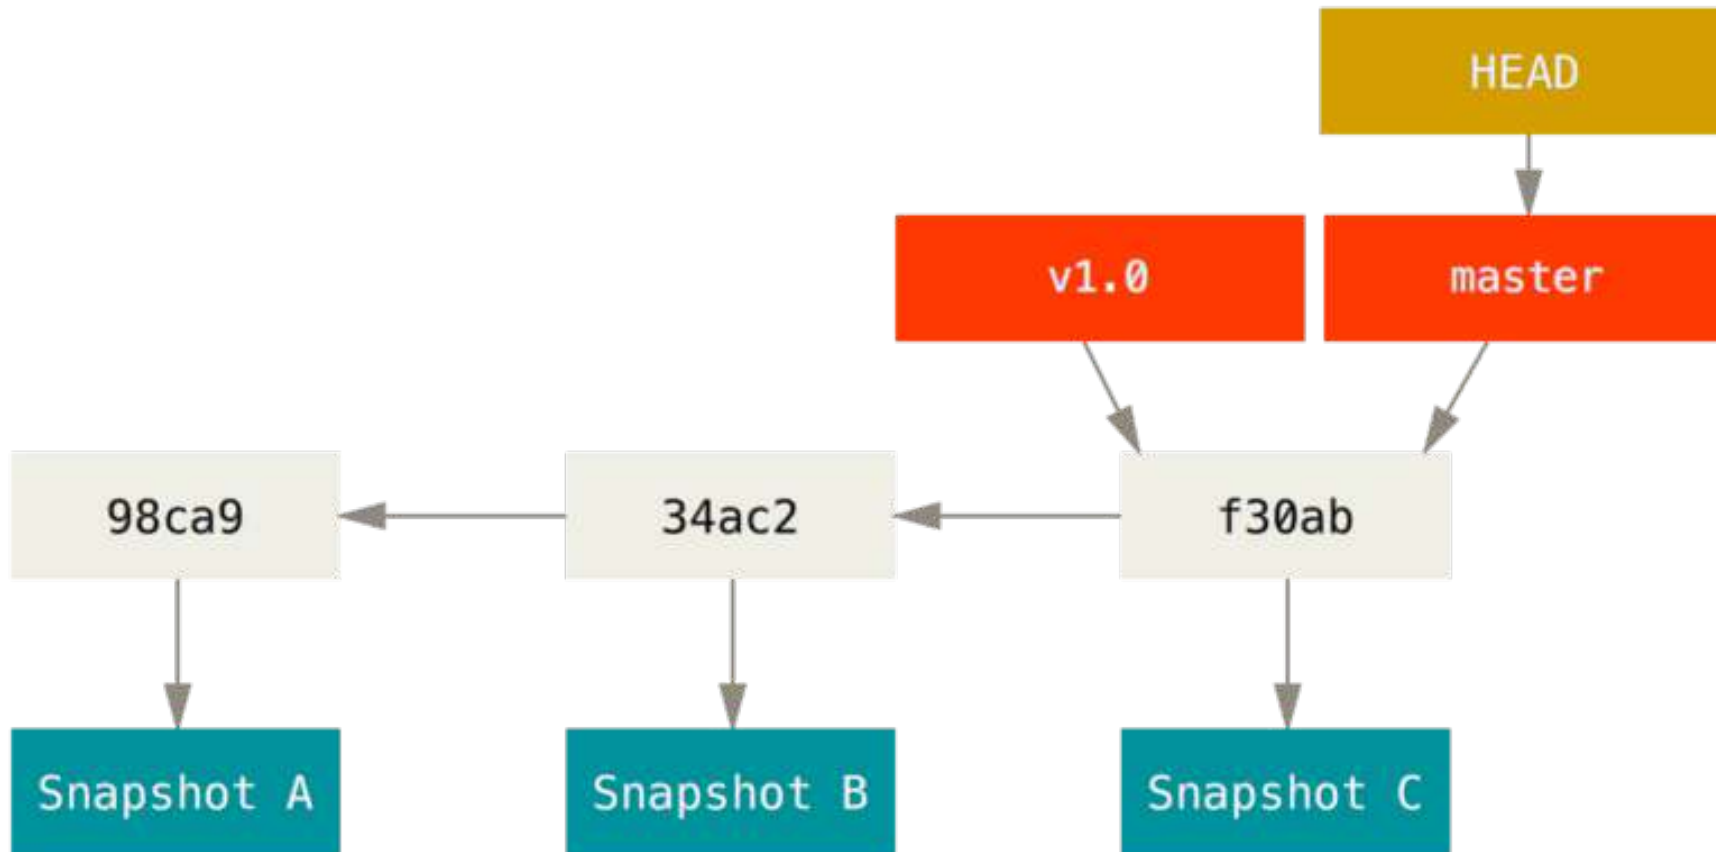 HEAD
v1.0
master
98ca9
34ac2
f30ab
Snapshot A
Snapshot B
Snapshot C